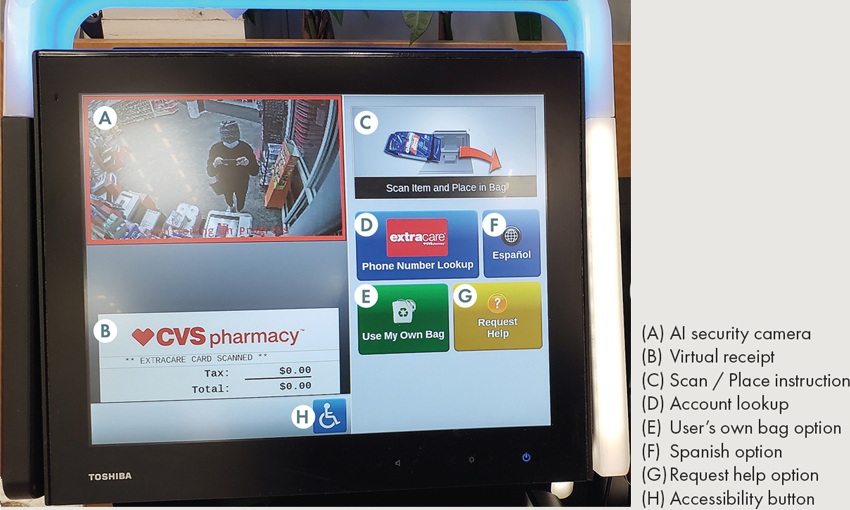 A
C
Scan Item and Place in Bag
D
extracare
Phone Number Lookup
F
Español
E
Use My Own Bag
G
?
Request
Help
B
CVS pharmacy
** EXTRACARE CARD SCANNED **
Tax: $0.00
Total: $0.00
H
TOSHIBA
(A) AI security camera
(B) Virtual receipt
(C) Scan / Place instruction
(D) Account lookup
(E) User's own bag option
(F) Spanish option
(G) Request help option
(H) Accessibility button